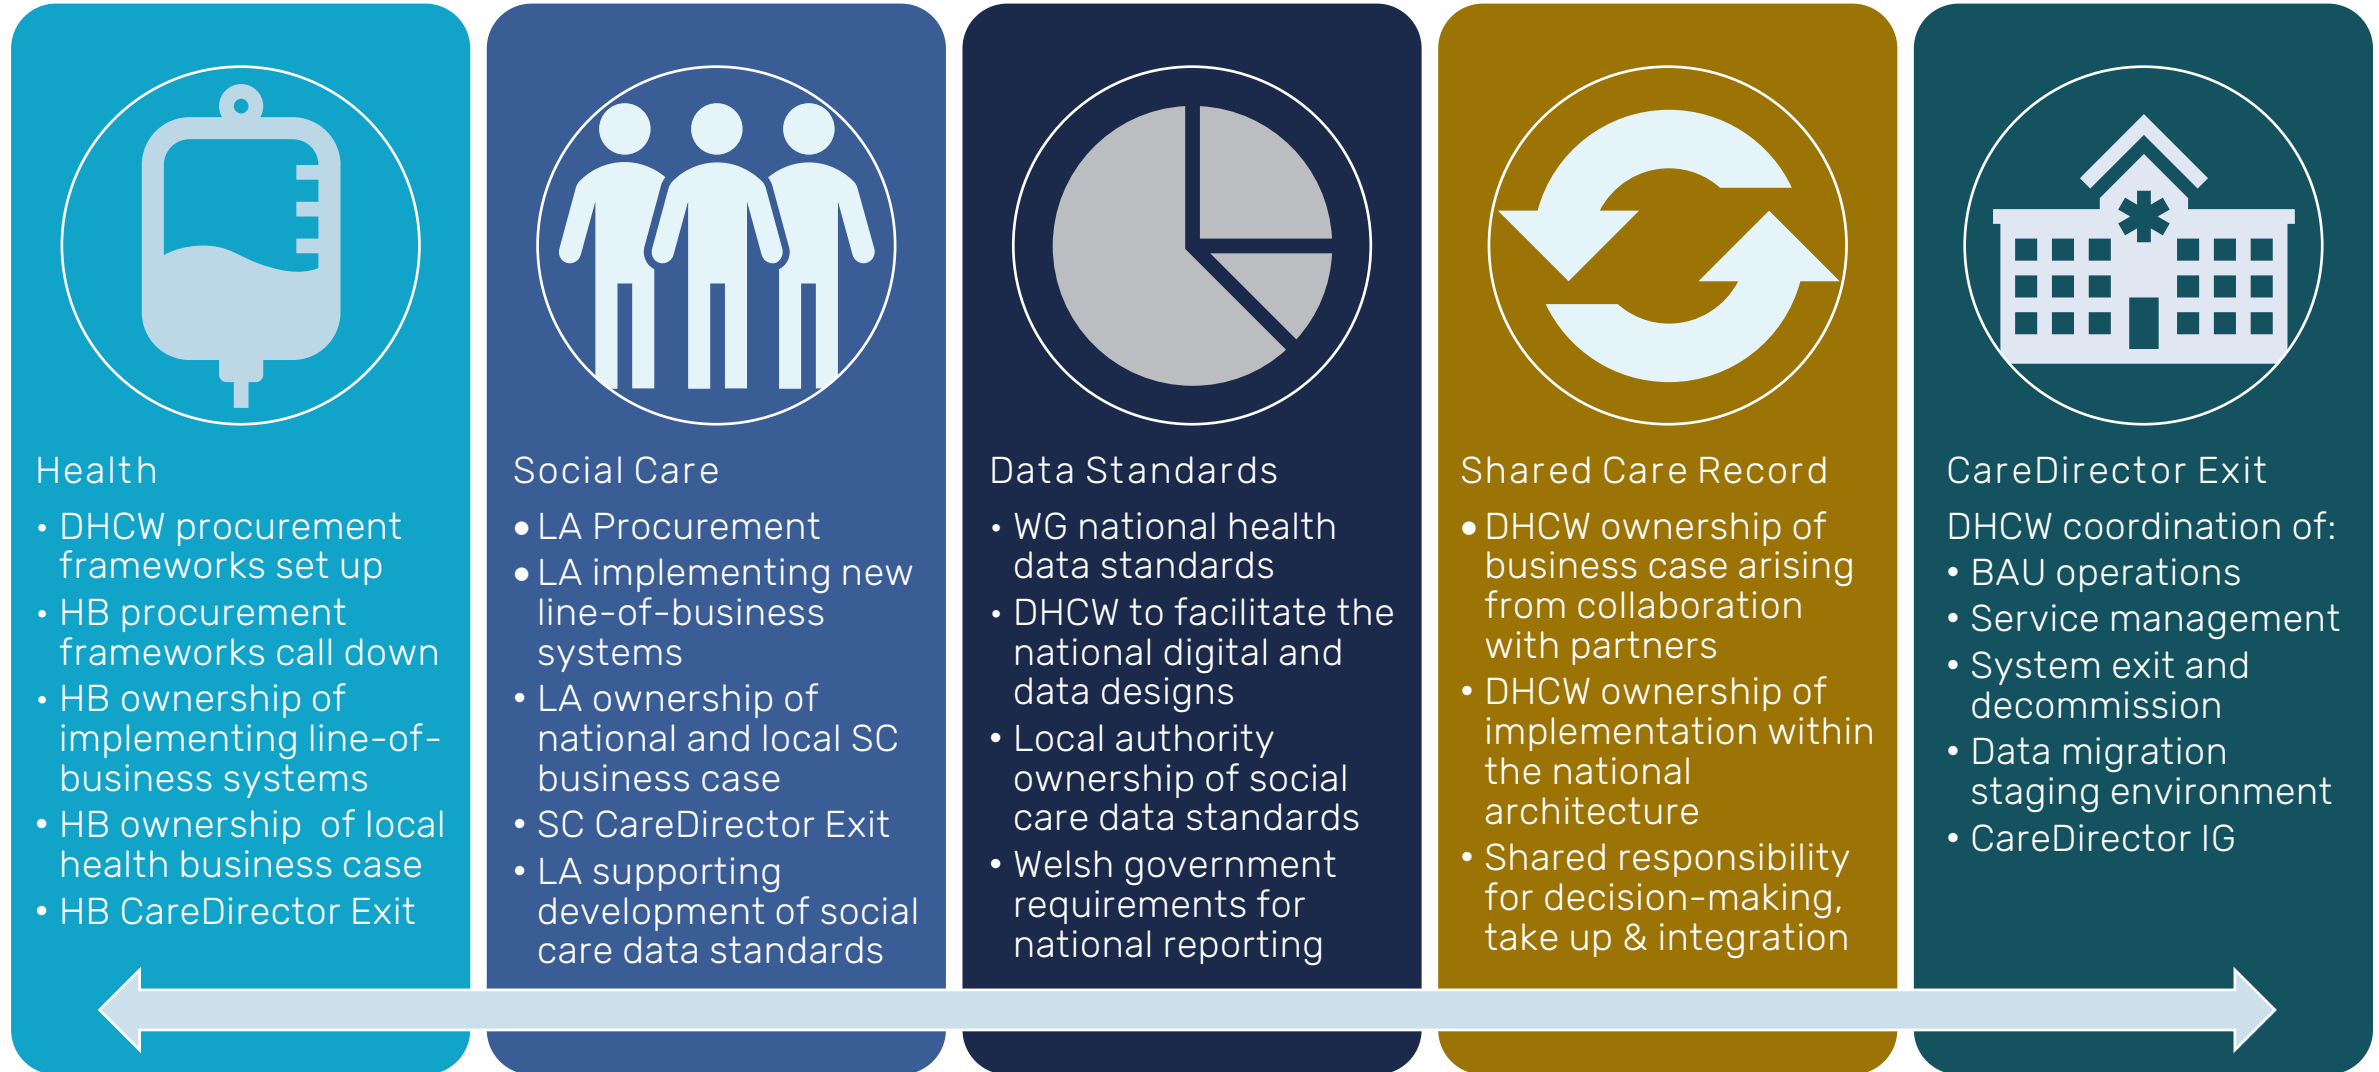 Health
• DHCW procurement
frameworks set up
• HB procurement
frameworks call down
• HB ownership of
implementing line-of-
business systems
• HB ownership  of local
health business case
• HB CareDirector Exit
Social Care
• LA Procurement
• LA implementing new
line-of-business
systems
• LA ownership of
national and local SC
business case
• SC CareDirector Exit
• LA supporting
development of social
care data standards
Data Standards
• WG national health
data standards
• DHCW to facilitate the
national digital and
data designs
• Local authority
ownership of social
care data standards
• Welsh government
requirements for
national reporting
Shared Care Record
• DHCW ownership of
business case arising
from collaboration
with partners
• DHCW ownership of
implementation within
the national
architecture
• Shared responsibility
for decision-making,
take up & integration
CareDirector Exit
DHCW coordination of:
• BAU operations
• Service management
• System exit and
decommission
• Data migration
staging environment
• CareDirector IG